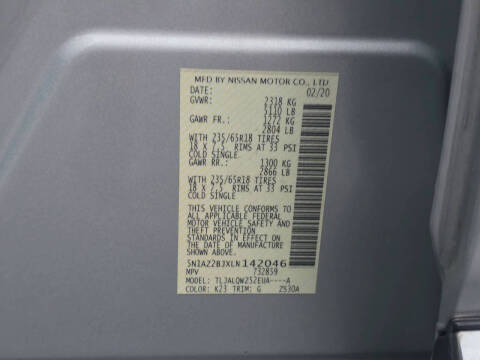 MFD BY NISSAN MOTOR CO., LTD
DATE: 02/20
GVWR: 2318 KG
5110 LB
GAWR FR.: 1272 KG
2804 LB
WITH 235/65R18 TIRES
18 X 7.5 RIMS AT 33 PSI
COLD SINGLE
GAWR RR.: 1300 KG
2866 LB
WITH 235/65R18 TIRES
18 X 7.5 RIMS AT 33 PSI
COLD SINGLE
THIS VEHICLE CONFORMS
TO ALL APPLICABLE FEDERAL
MOTOR VEHICLE SAFETY AND
THEFT PREVENTION
STANDARDS IN EFFECT ON
THE DATE OF MANUFACTURE
SHOWN ABOVE
5N1AZ2BJXLN142046
MPV 732859
MODEL: TLJALQWZ52EUA----A
COLOR: K23 TRIM: G Z530A